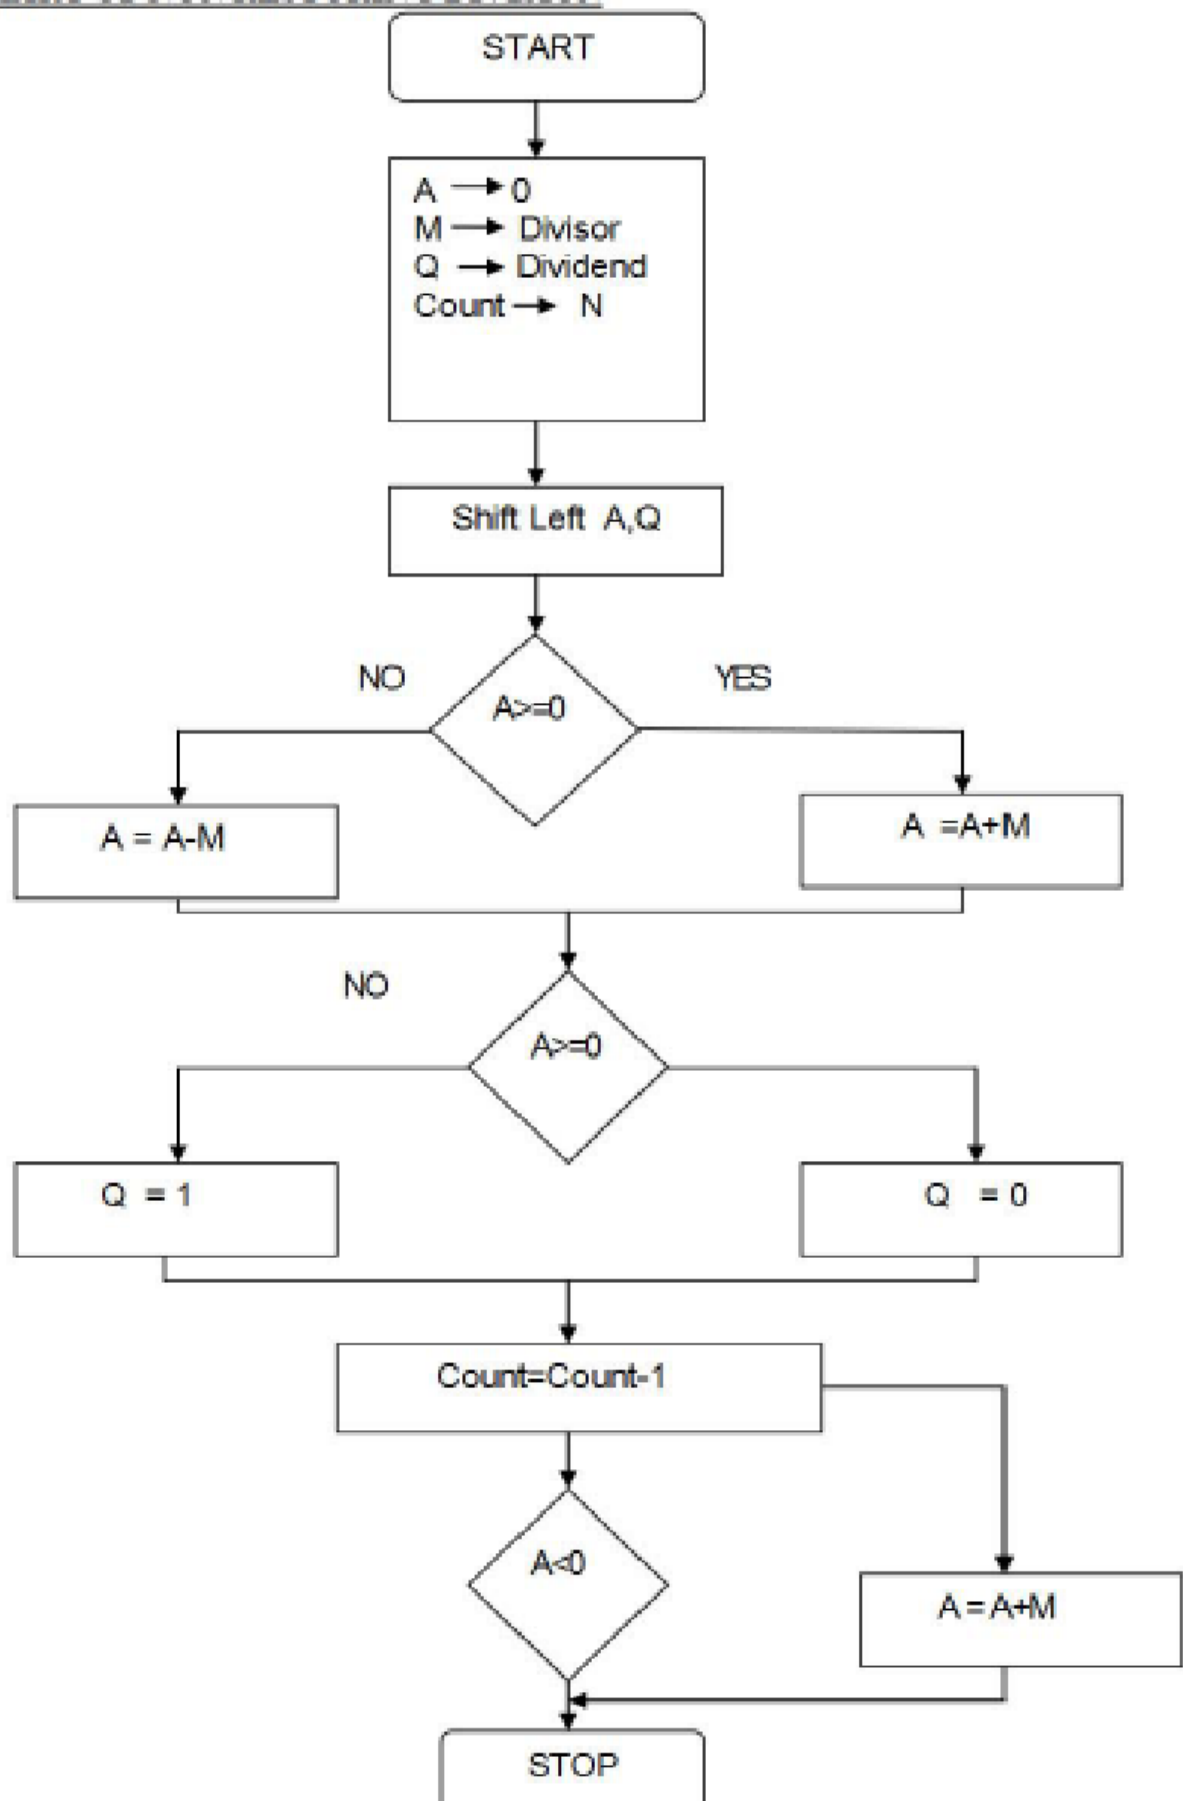 START
A → 0
M → Divisor
Q → Dividend
Count → N
Shift Left A,Q
NO
YES
A>=0
A = A-M
A =A+M
NO
A>=0
Q = 1
Q = 0
Count=Count-1
A<0
A = A+M
STOP